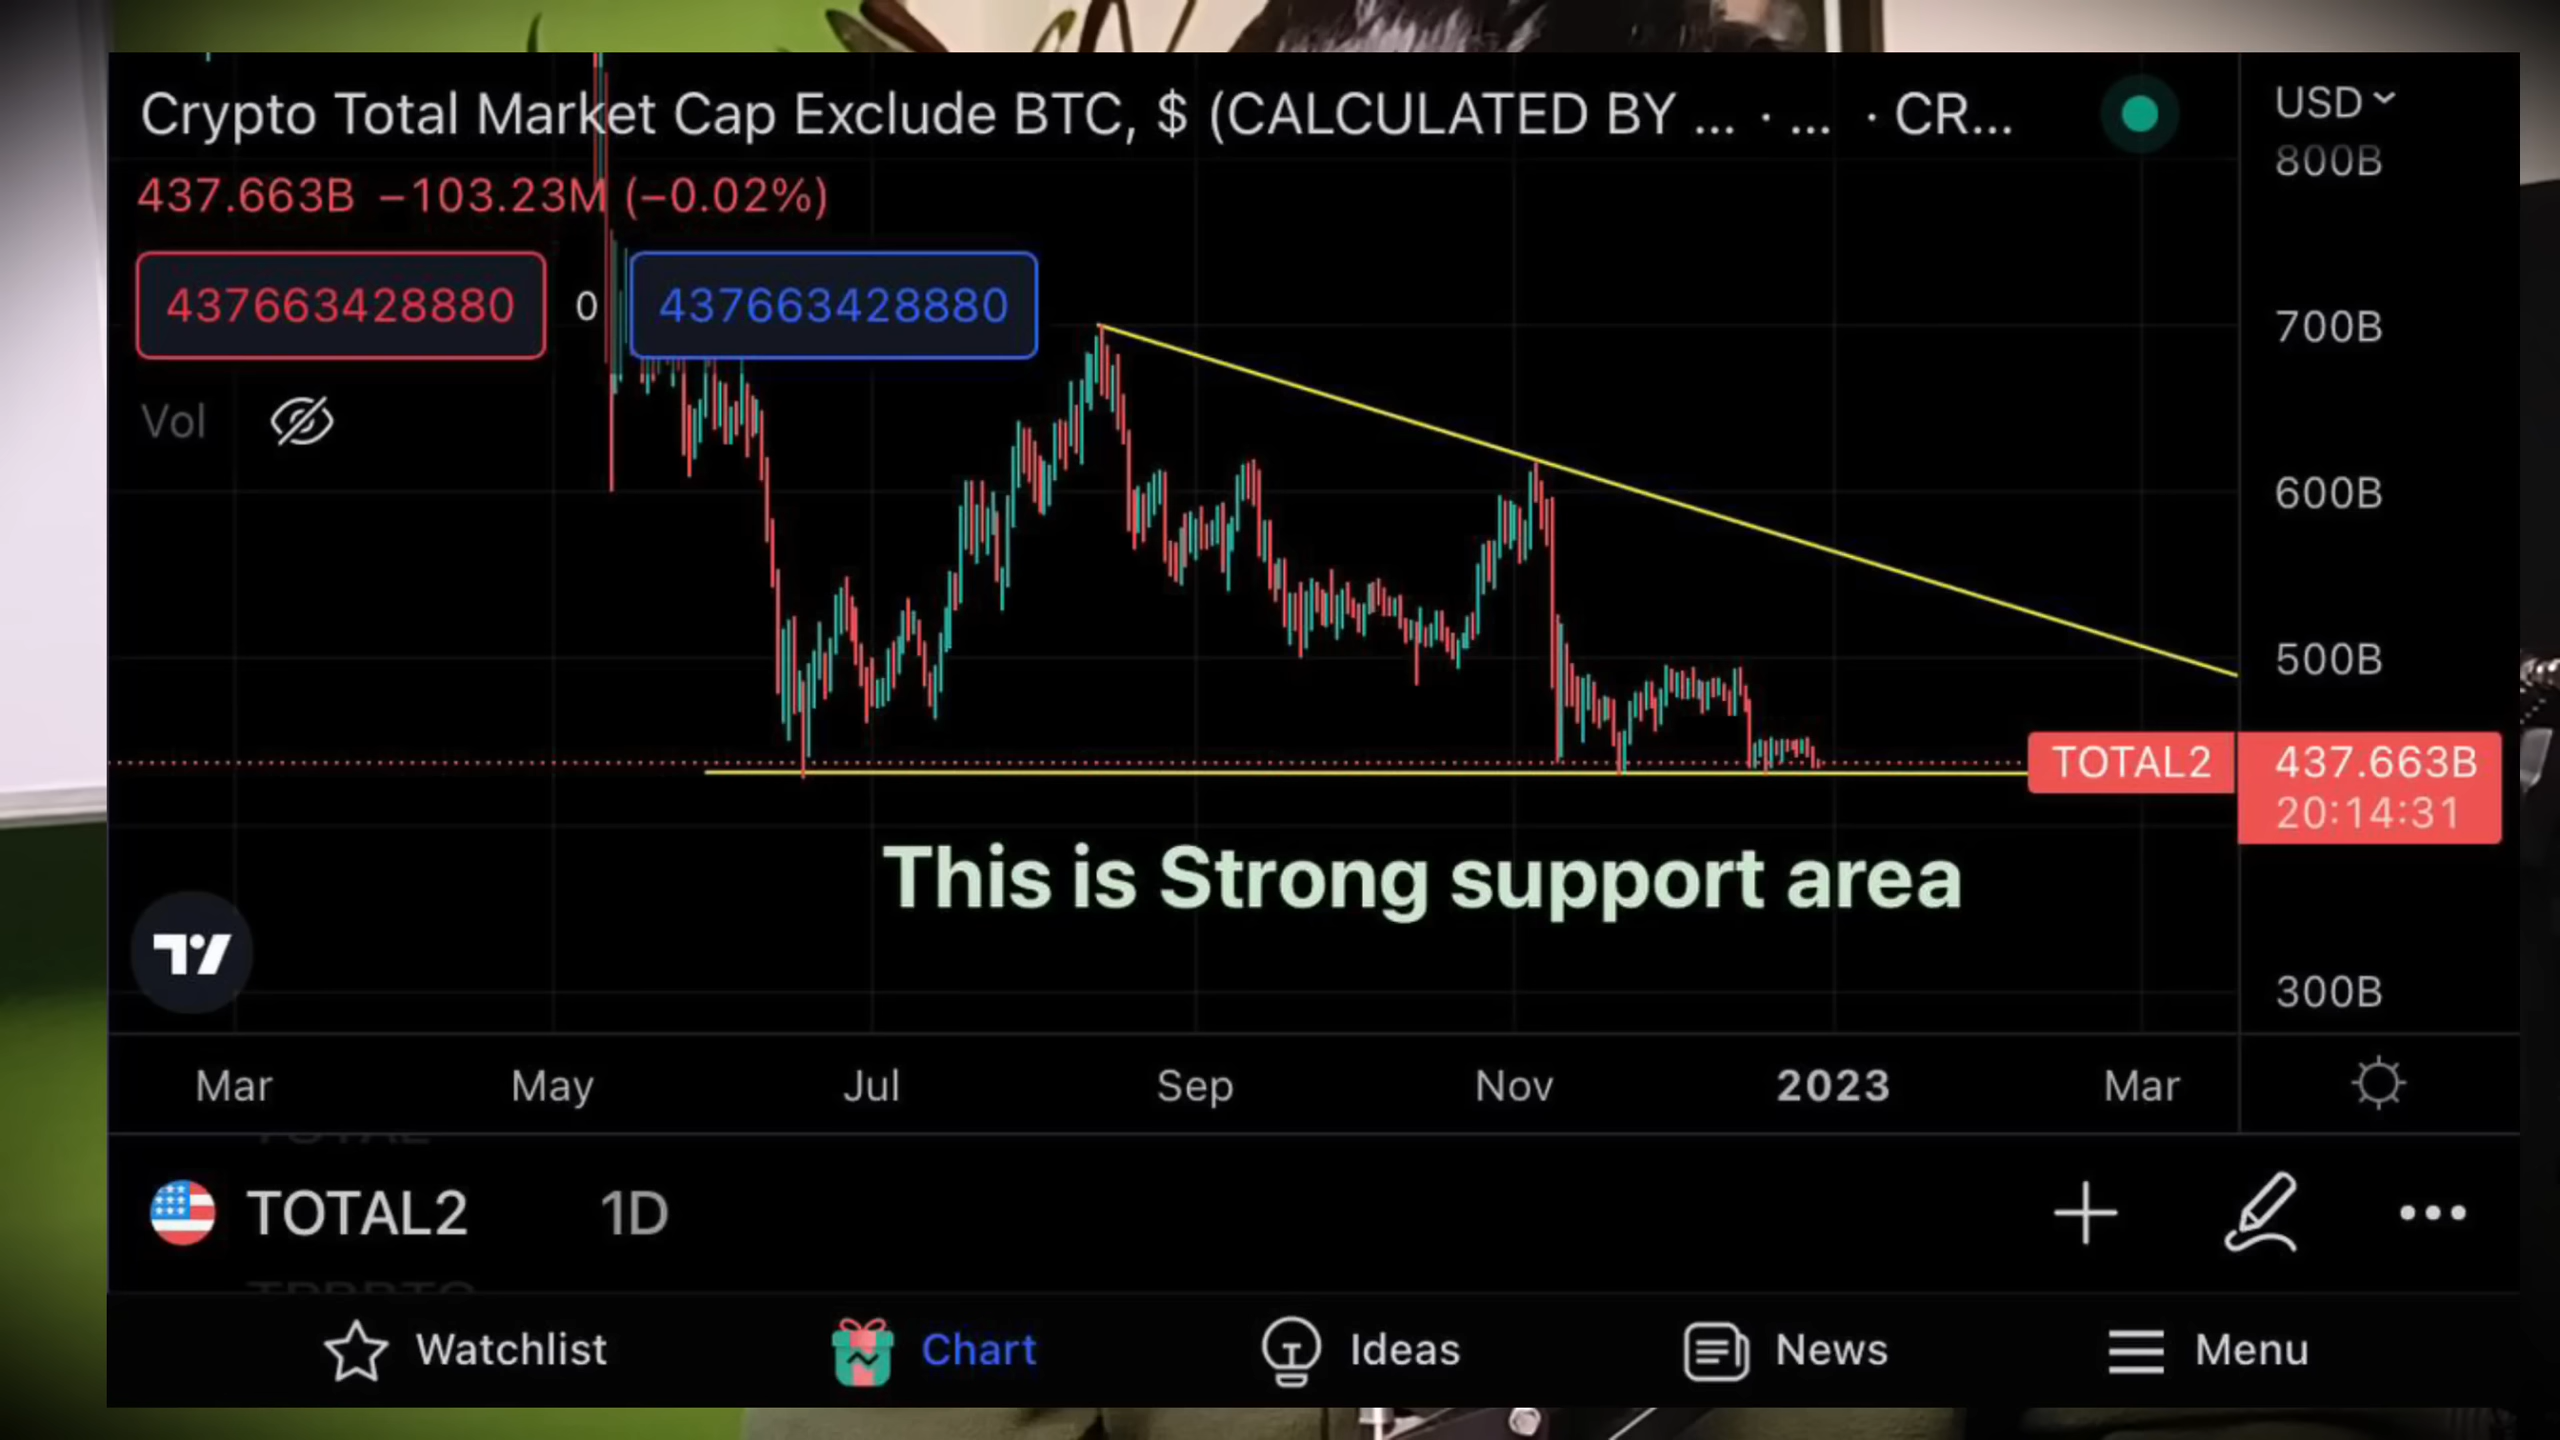 Crypto Total Market Cap Exclude BTC, $ (CALCULATED BY ... · ... · CR...
USD
800B
437.663B −103.23M (−0.02%)
437663428880 0 437663428880
700B
Vol
600B
500B
TOTAL2 437.663B
20:14:31
This is Strong support area
300B
Mar May Jul Sep Nov 2023 Mar
TOTAL2 1D
Watchlist Chart Ideas News Menu